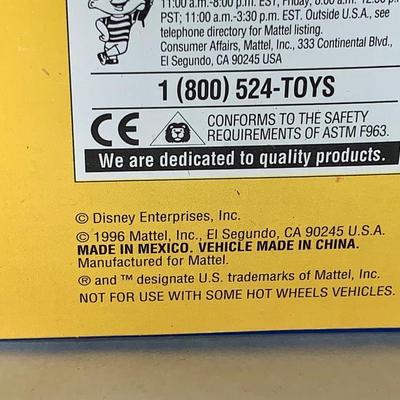 11:00 a.m.-8:00 p.m. EST, Friday, 8:00 a.m.-12:30 p.m.
PST; 11:00 a.m.-3:30 p.m. EST. Outside U.S.A., see
telephone directory for Mattel listing.
Consumer Affairs, Mattel, Inc., 333 Continental Blvd.,
El Segundo, CA 90245 USA
1 (800) 524-TOYS
CE
CONFORMS TO THE SAFETY
REQUIREMENTS OF ASTM F963.
We are dedicated to quality products.
© Disney Enterprises, Inc.
© 1996 Mattel, Inc., El Segundo, CA 90245 U.S.A.
MADE IN MEXICO. VEHICLE MADE IN CHINA.
Manufactured for Mattel.
® and ™ designate U.S. trademarks of Mattel, Inc.
NOT FOR USE WITH SOME HOT WHEELS VEHICLES.